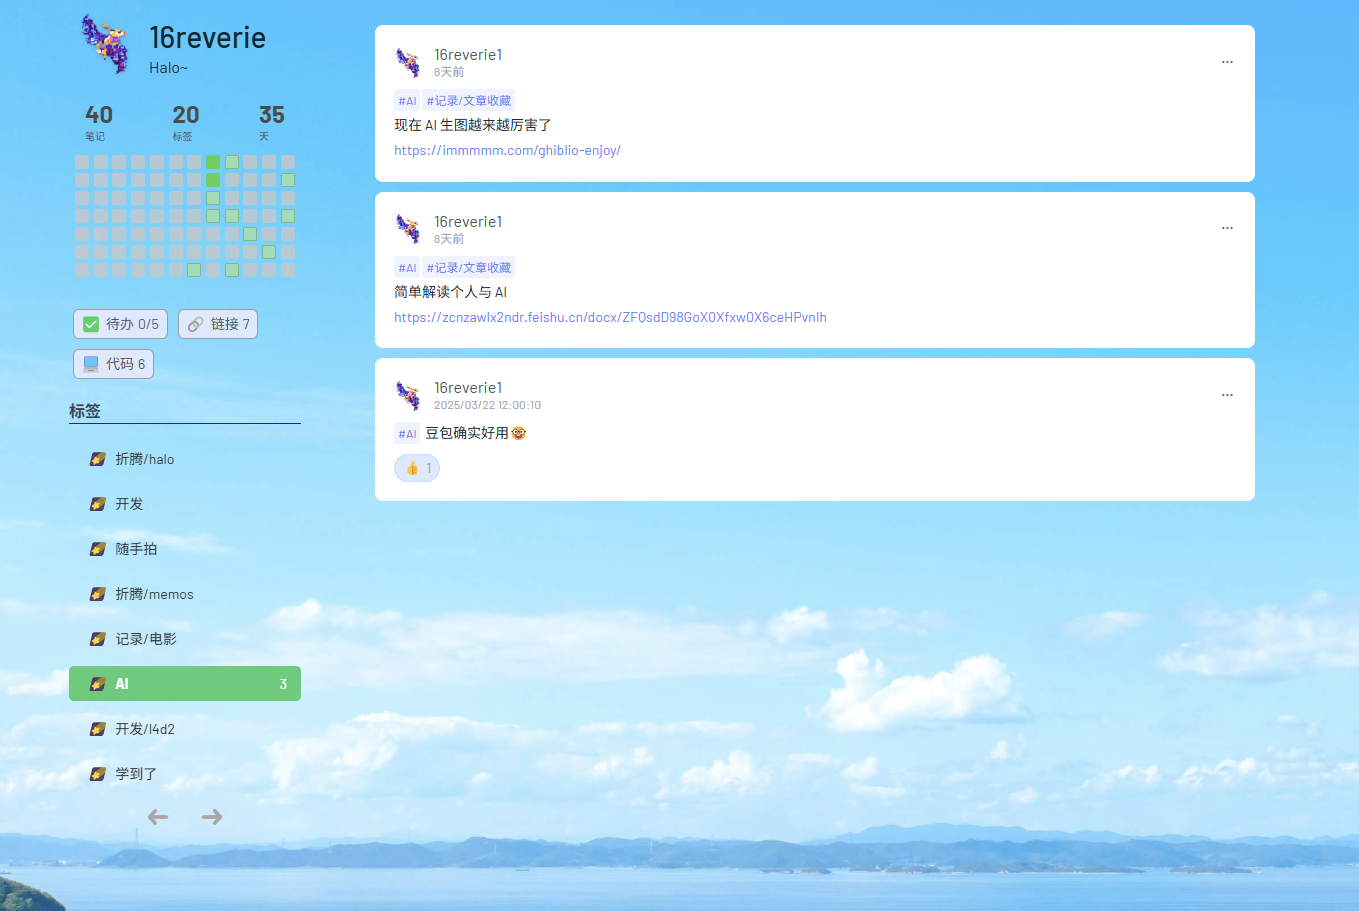 16reverie
Halo~
40
笔记
20
标签
35
天
待办 0/5
链接 7
代码 6
标签
折腾/halo
开发
随手拍
折腾/memos
记录/电影
AI 3
开发/l4d2
学到了
16reverie1
8天前
#AI #记录/文章收藏
现在 AI 生图越来越厉害了
https://immmmm.com/ghiblio-enjoy/
16reverie1
8天前
#AI #记录/文章收藏
简单解读个人与 AI
https://zcnzawlx2ndr.feishu.cn/docx/ZFQsdD98GoX0Xfxw0X6ceHPvnIh
16reverie1
2025/03/22 12:00:10
#AI 豆包确实好用🤓
👍 1